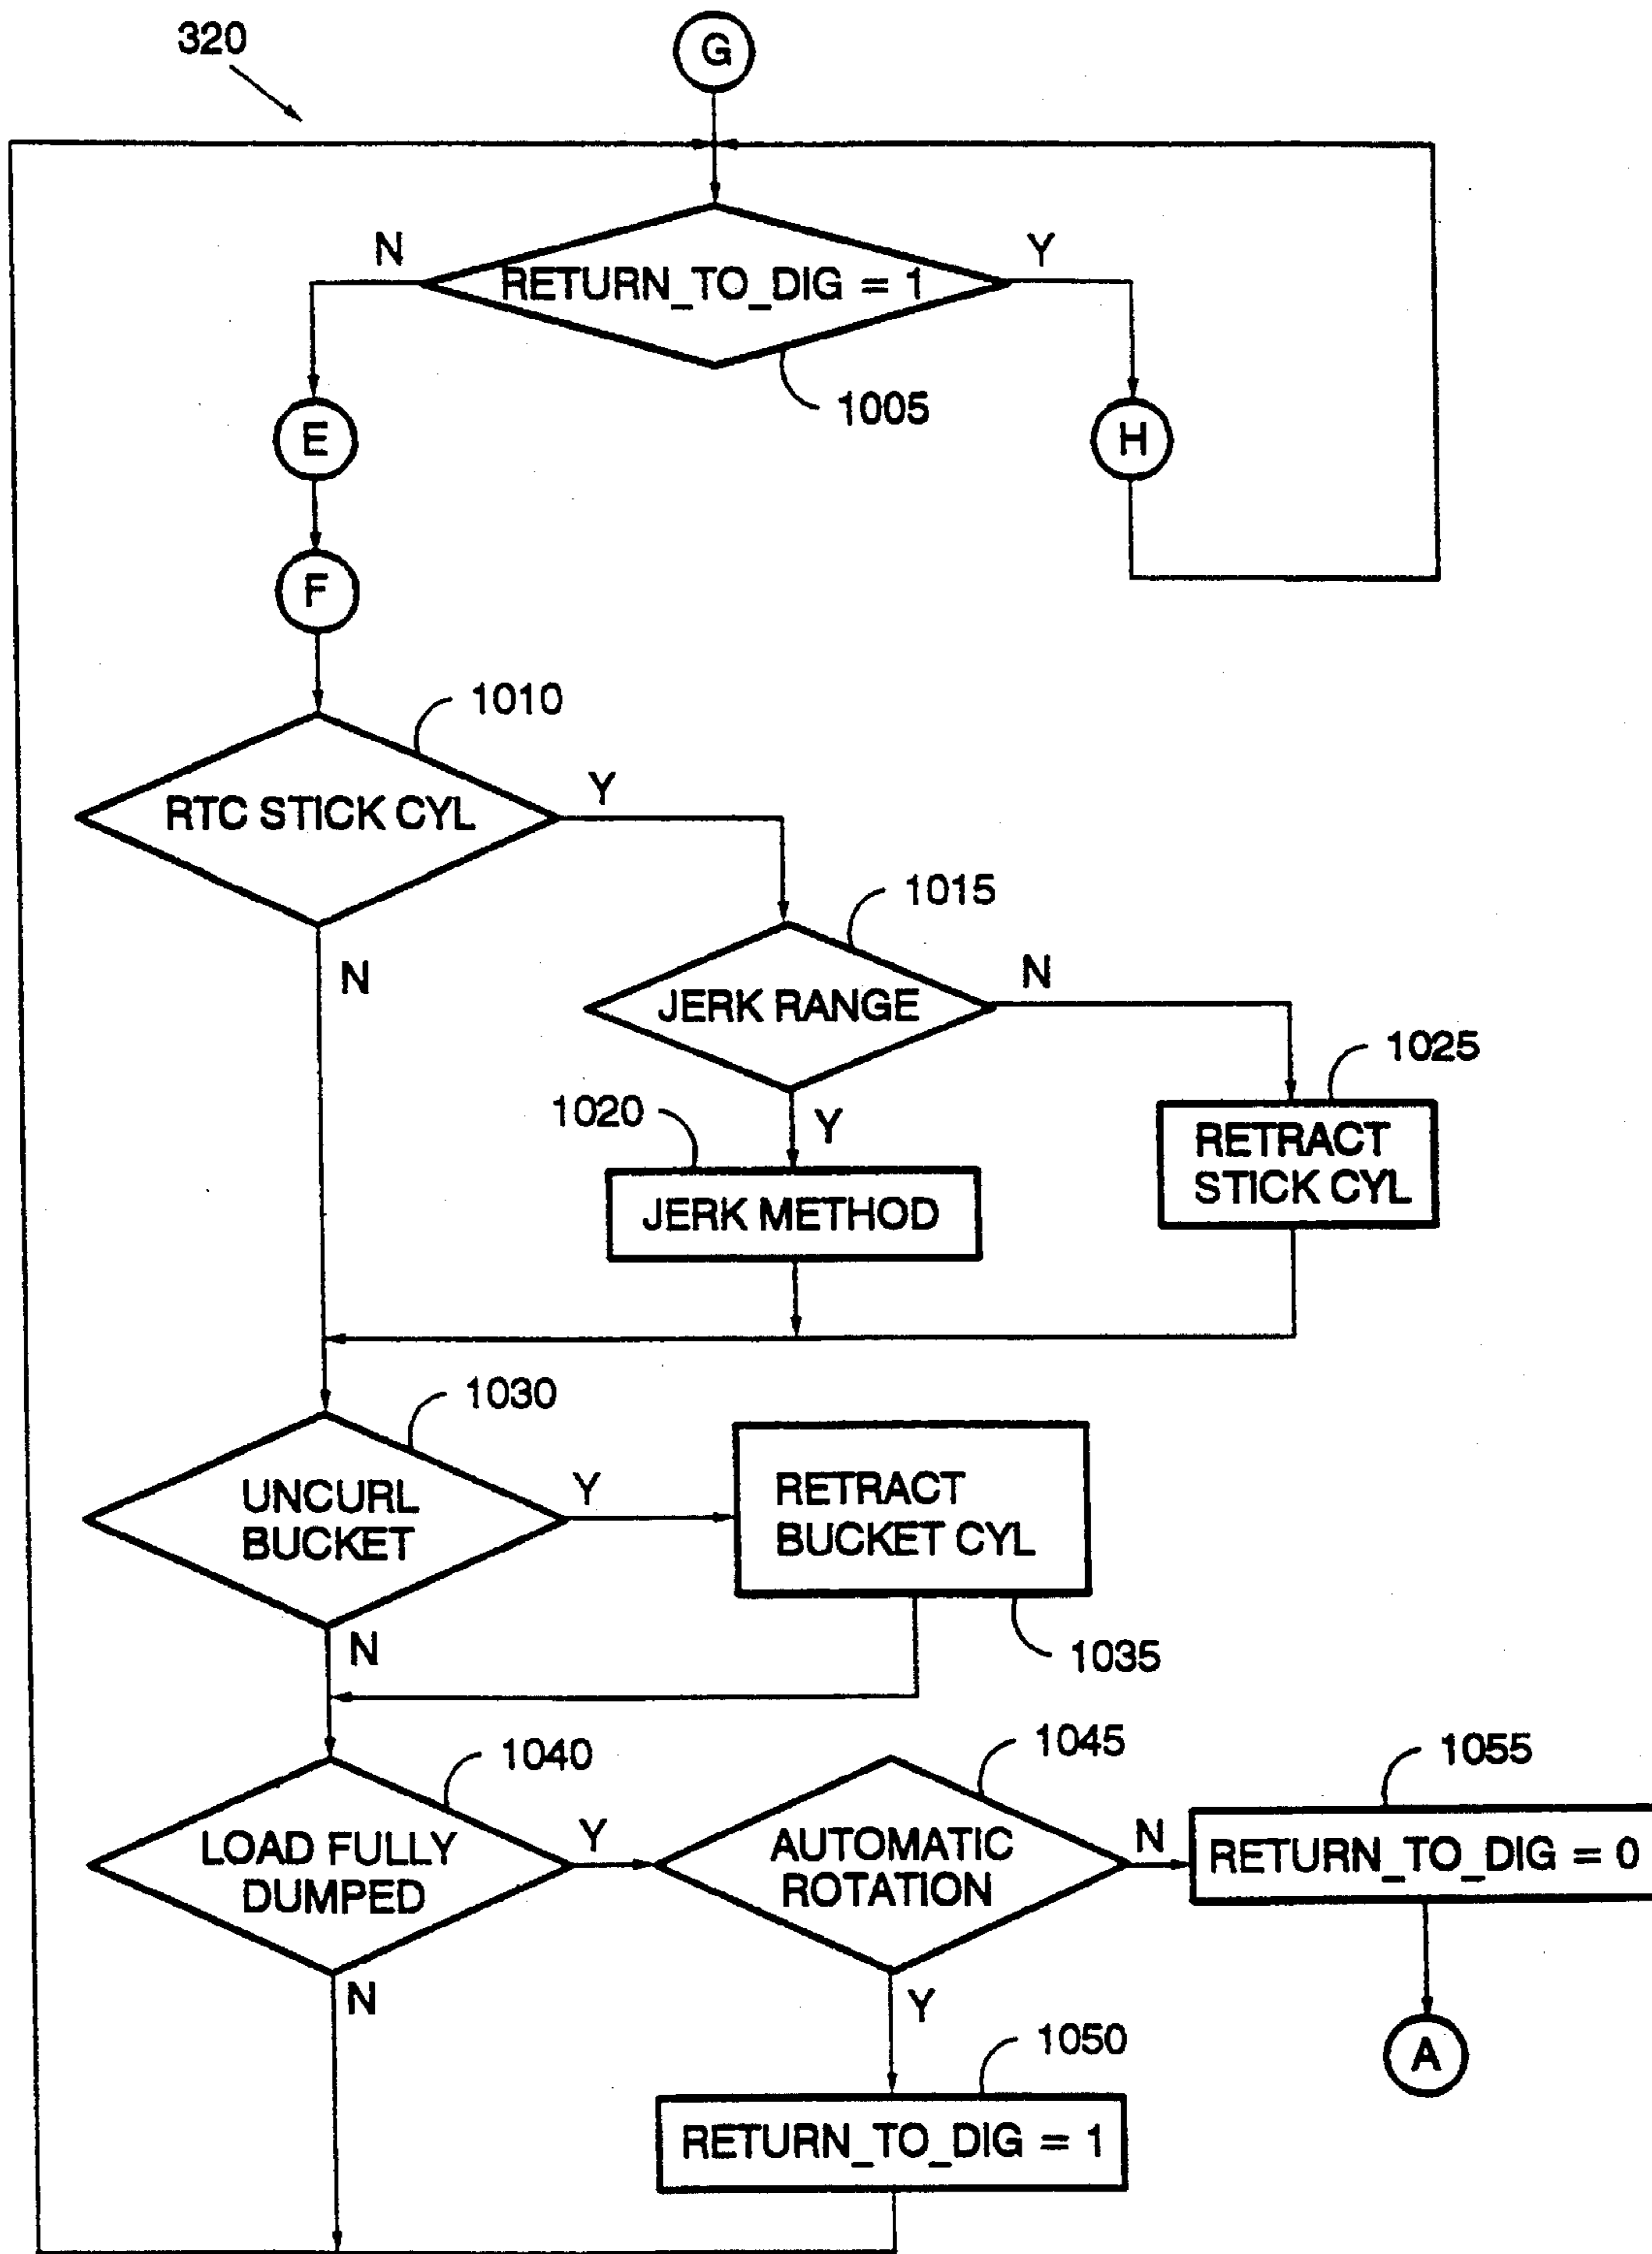 320
G
N
Y
RETURN_TO_DIG = 1
1005
E
H
F
1010
RTC STICK CYL
Y
N
1015
JERK RANGE
N
1025
1020
Y
RETRACT
STICK CYL
JERK METHOD
1030
UNCURL
BUCKET
Y
RETRACT
BUCKET CYL
N
1035
1040
1045
1055
LOAD FULLY
DUMPED
Y
AUTOMATIC
ROTATION
N
RETURN_TO_DIG = 0
N
Y
1050
A
RETURN_TO_DIG = 1